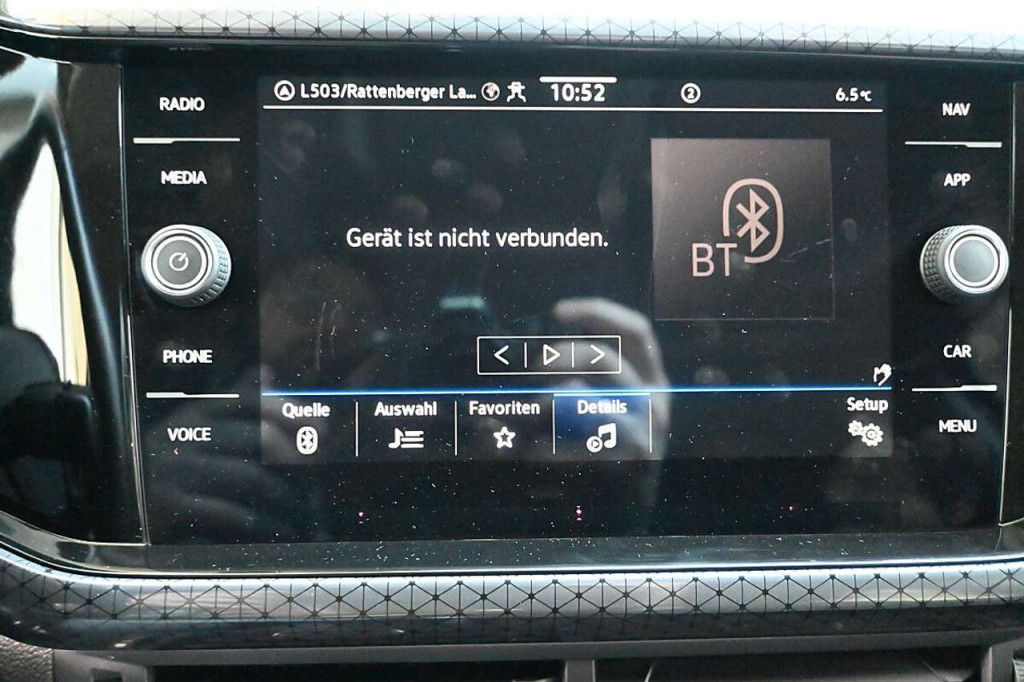 RADIO
MEDIA
PHONE
VOICE
L503/Rattenberger La... 10:52 2 6.5°C
Gerät ist nicht verbunden.
BT
Quelle Auswahl Favoriten Details Setup
NAV
APP
CAR
MENU